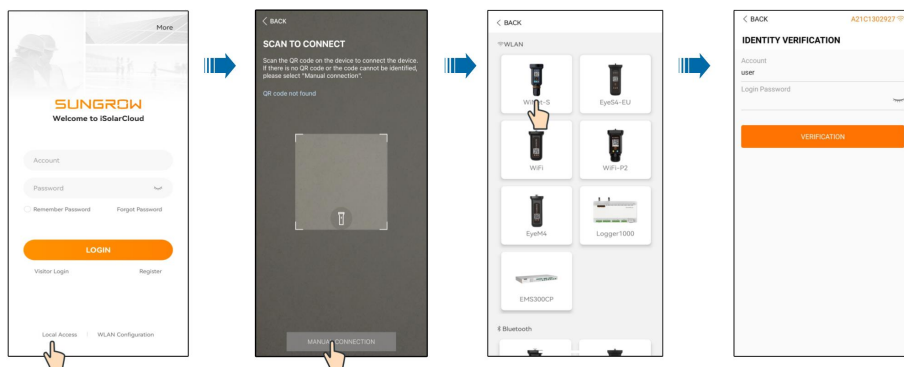 More
SUNGROW
Welcome to iSolarCloud
Account
Password
Remember Password
Forgot Password
LOGIN
Visitor Login
Register
Local Access
WLAN Configuration
BACK
SCAN TO CONNECT
Scan the QR code on the device to connect the device.
If there is no QR code or the code cannot be identified,
please select "Manual connection".
QR code not found
MANUAL CONNECTION
BACK
WLAN
EyeS4-EU
WiFi
WiFi-P2
EyeM4
Logger1000
EMS300CP
Bluetooth
BACK
A21C1302927
IDENTITY VERIFICATION
Account
user
Login Password
VERIFICATION